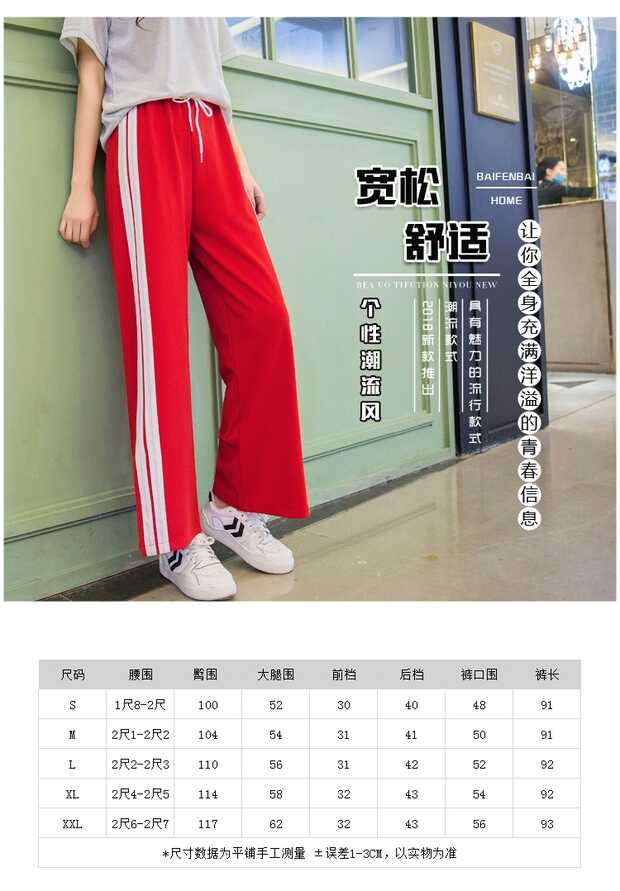 宽松
舒适
BAIFENBAI
HOME
BEA UO TIFUTION NIYOU NEW
让你全身充满洋溢的青春信息
具有魅力的流行款式
潮流款式
2018新款推出
个性潮流风
尺码 腰围 臀围 大腿围 前档 后档 裤口围 裤长
S 1尺8-2尺 100 52 30 40 48 91
M 2尺1-2尺2 104 54 31 41 50 91
L 2尺2-2尺3 110 56 31 42 52 92
XL 2尺4-2尺5 114 58 32 43 54 92
XXL 2尺6-2尺7 117 62 32 43 56 93
*尺寸数据为平铺手工测量 ±误差1-3CM，以实物为准